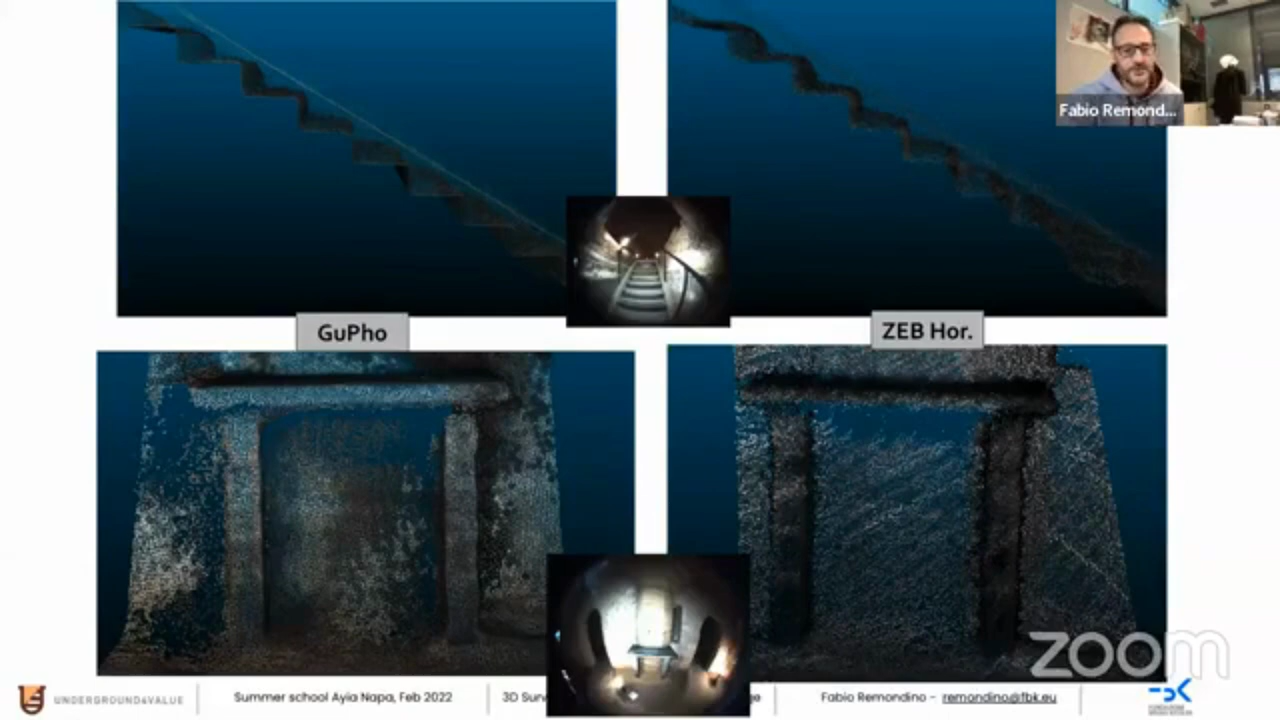 Fabio Remond...
GuPho
ZEB Hor.
zoom
UNDERGROUND4VALUE
Summer school Ayia Napa, Feb 2022
3D Sur
Fabio Remondino - remondino@fbk.eu